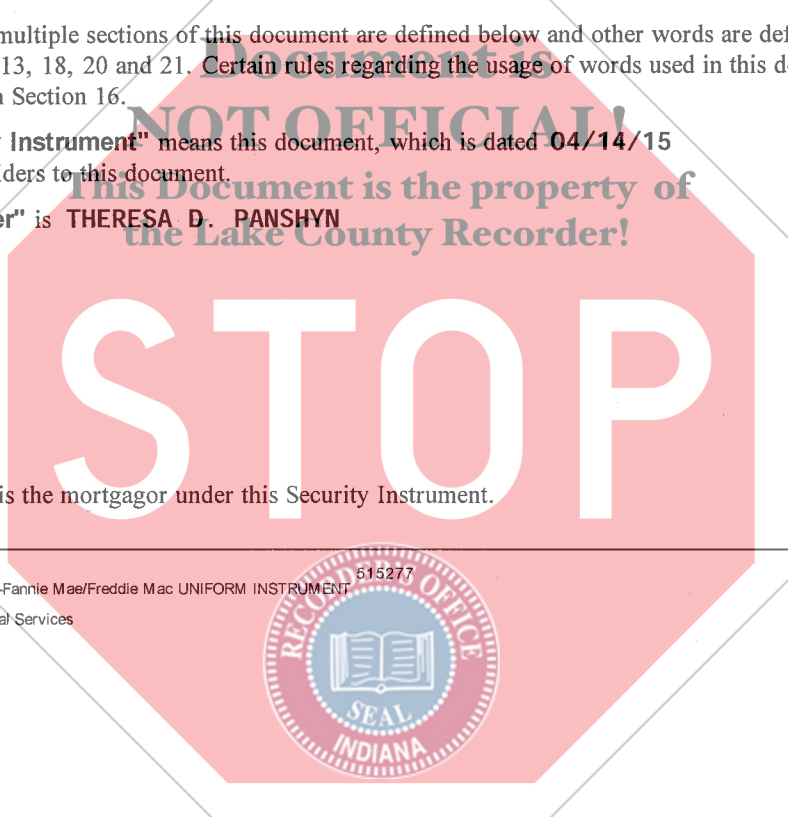 multiple sections of this document are defined below and other words are def
Document is
13, 18, 20 and 21. Certain rules regarding the usage of words used in this d
Section 16.
NOT OFFICIAL!
Instrument" means this document, which is dated 04/14/15
ders to this document.
This Document is the property of
er" is THERESA D. PANSHYN
the Lake County Recorder!
STOP
is the mortgagor under this Security Instrument.
515277
-Fannie Mae/Freddie Mac UNIFORM INSTRUMENT
al Services
RECORDER'S OFFICE
SEAL
INDIANA